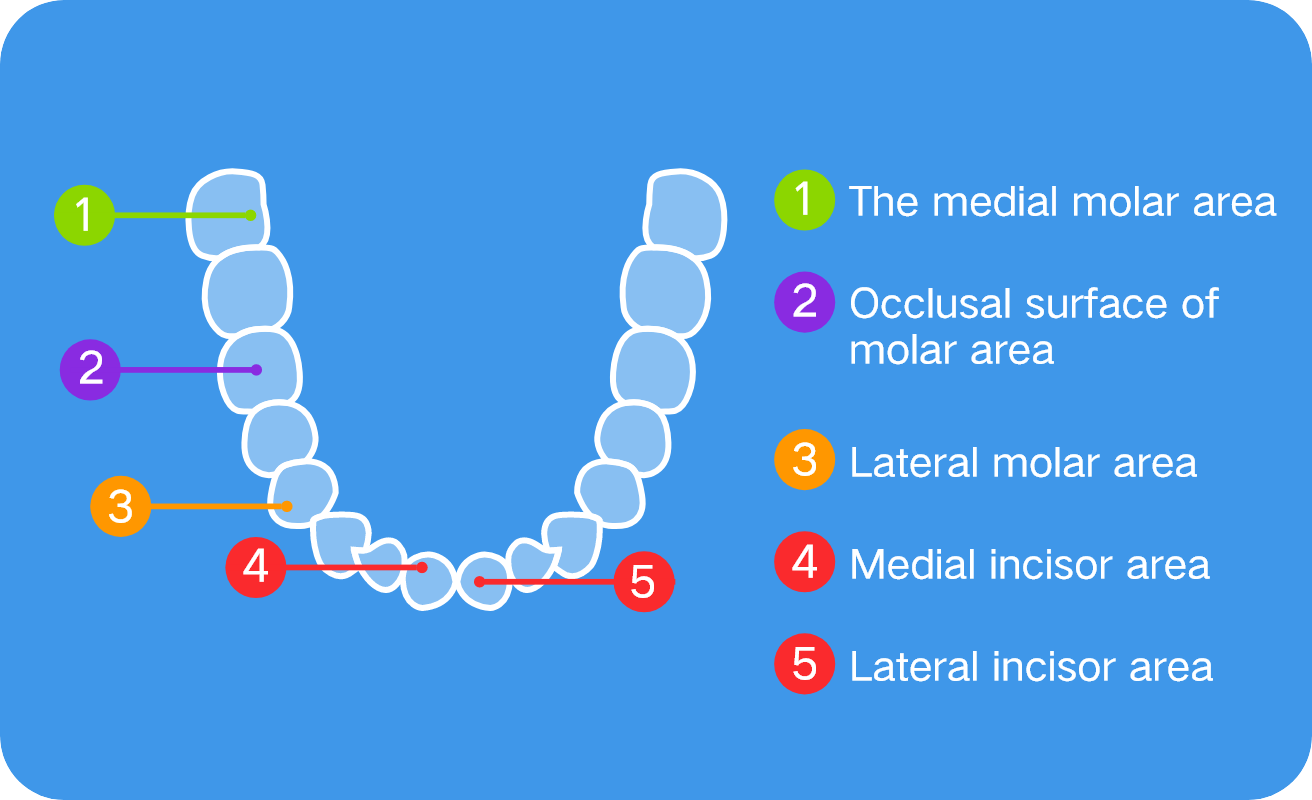 1
2
3
4
5
1 The medial molar area
2 Occlusal surface of
molar area
3 Lateral molar area
4 Medial incisor area
5 Lateral incisor area